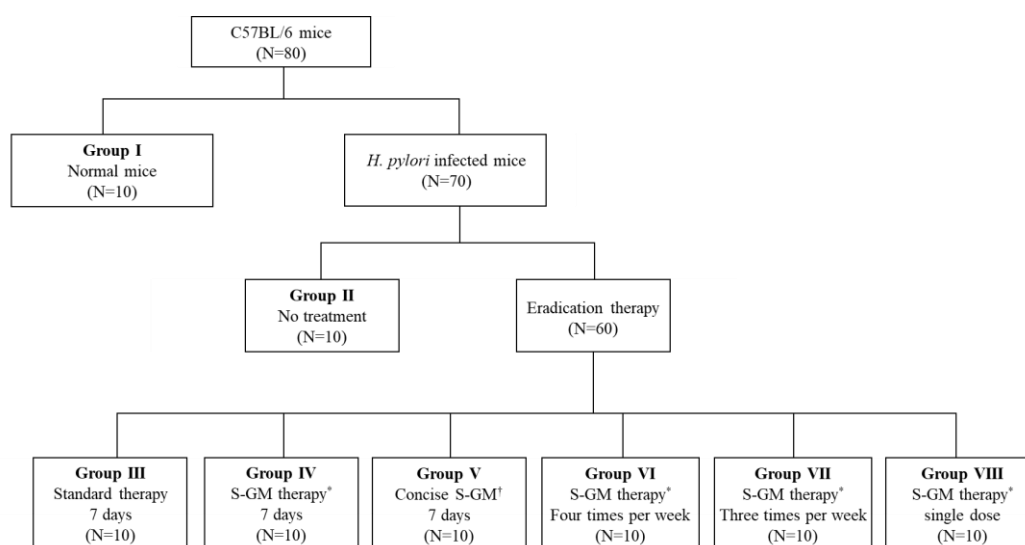 C57BL/6 mice
(N=80)
Group I
Normal mice
(N=10)
H. pylori infected mice
(N=70)
Group II
No treatment
(N=10)
Eradication therapy
(N=60)
Group III
Standard therapy
7 days
(N=10)
Group IV
S-GM therapy*
7 days
(N=10)
Group V
Concise S-GM†
7 days
(N=10)
Group VI
S-GM therapy*
Four times per week
(N=10)
Group VII
S-GM therapy*
Three times per week
(N=10)
Group VIII
S-GM therapy*
single dose
(N=10)